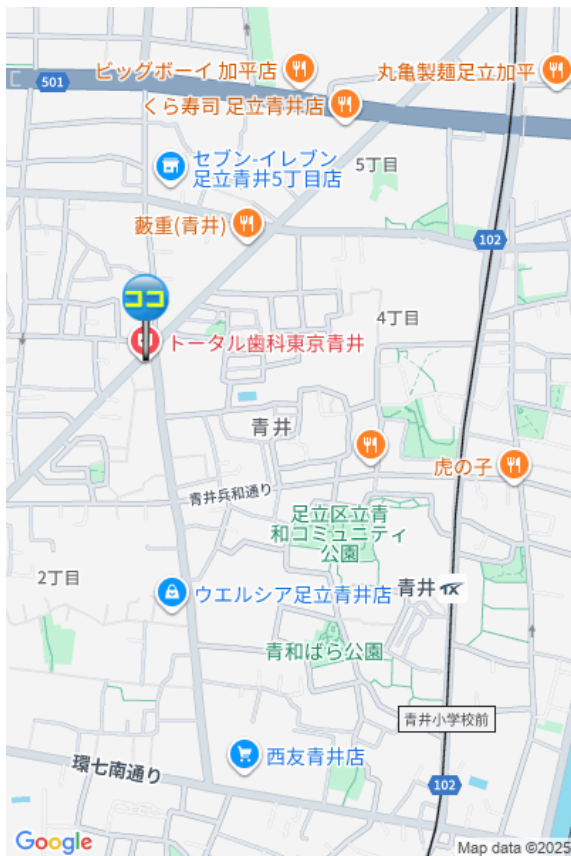 ビッグボーイ 加平店
丸亀製麺足立加平
501
くら寿司 足立青井店
セブン-イレブン
足立青井5丁目店
5丁目
藪重(青井)
102
ココ
4丁目
トータル歯科東京青井
青井
虎の子
青井兵和通り
足立区立青
和コミュニティ
公園
2丁目
青井 TX
ウエルシア足立青井店
青和ばら公園
青井小学校前
西友青井店
環七南通り
102
Google
Map data ©2025